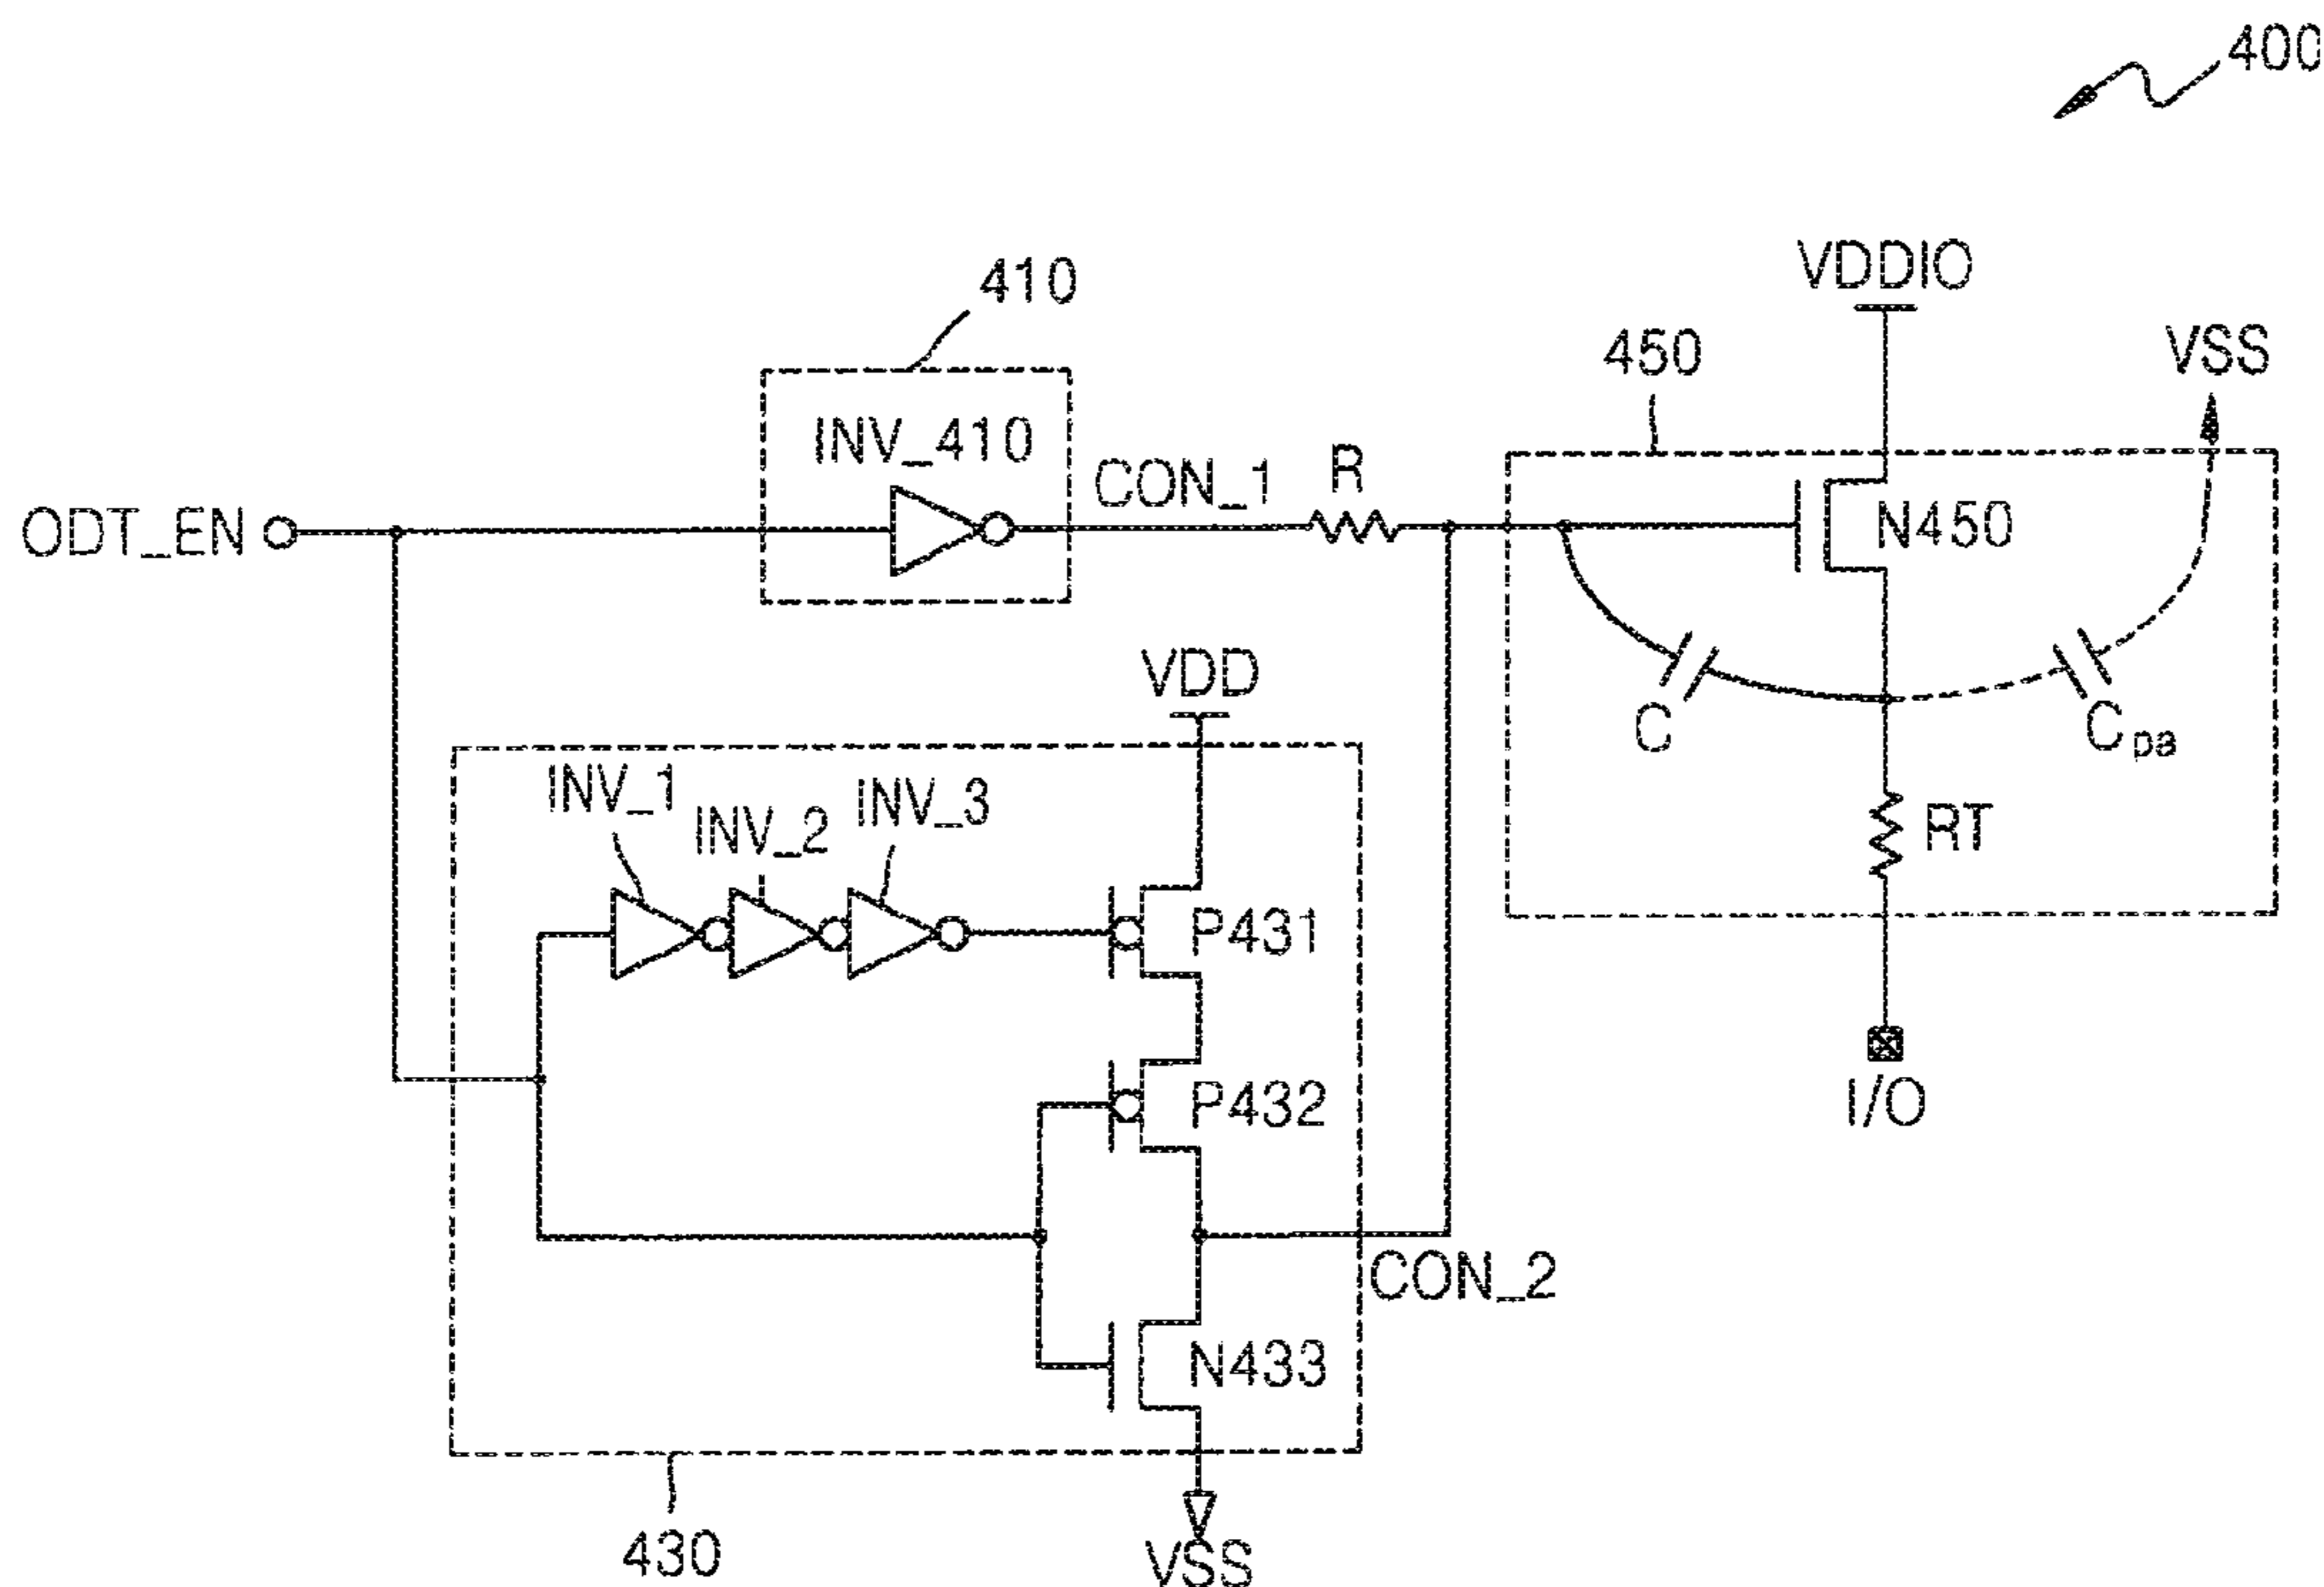 400
410
VDDIO
450
VSS
INV_410
CON_1
R
ODT_EN
N450
VDD
C
Cpa
INV_1
INV_2
INV_3
RT
P431
P432
I/O
CON_2
N433
430
VSS